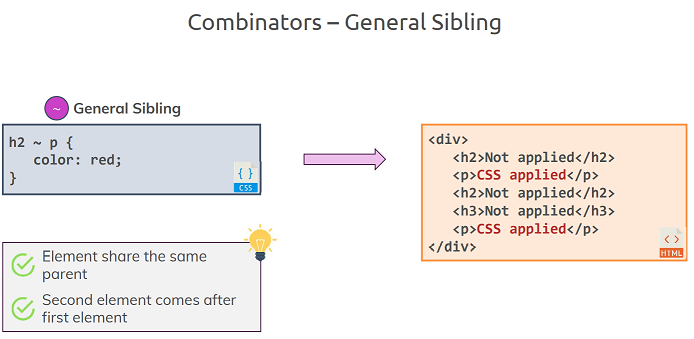 Combinators – General Sibling
~ General Sibling
h2 ~ p {
color: red;
}
{ }
CSS
Element share the same
parent
Second element comes after
first element
<div>
<h2>Not applied</h2>
<p>CSS applied</p>
<h2>Not applied</h2>
<h3>Not applied</h3>
<p>CSS applied</p>
</div>
<>
HTML